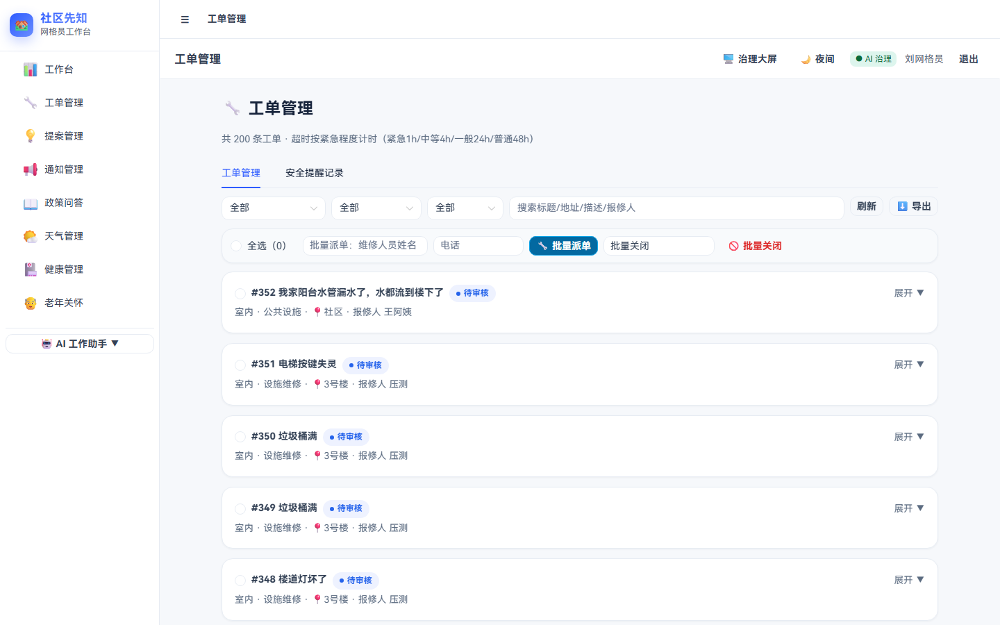 社区先知
网格员工作台
工作台
工单管理
提案管理
通知管理
政策问答
天气管理
健康管理
老年关怀
AI 工作助手 ▼
☰ 工单管理
工单管理
治理大屏 夜间 AI 治理 刘网格员 退出
工单管理
共 200 条工单 · 超时按紧急程度计时（紧急1h/中等4h/一般24h/普通48h）
工单管理 安全提醒记录
全部 全部 全部 搜索标题/地址/描述/报修人 刷新 导出
全选（0） 批量派单：维修人员姓名 电话 批量派单 批量关闭 批量关闭
#352 我家阳台水管漏水了，水都流到楼下了 待审核 展开 ▼
室内 · 公共设施 · 社区 · 报修人 王阿姨
#351 电梯按键失灵 待审核 展开 ▼
室内 · 设施维修 · 3号楼 · 报修人 压测
#350 垃圾桶满 待审核 展开 ▼
室内 · 设施维修 · 3号楼 · 报修人 压测
#349 垃圾桶满 待审核 展开 ▼
室内 · 设施维修 · 3号楼 · 报修人 压测
#348 楼道灯坏了 待审核 展开 ▼
室内 · 设施维修 · 3号楼 · 报修人 压测